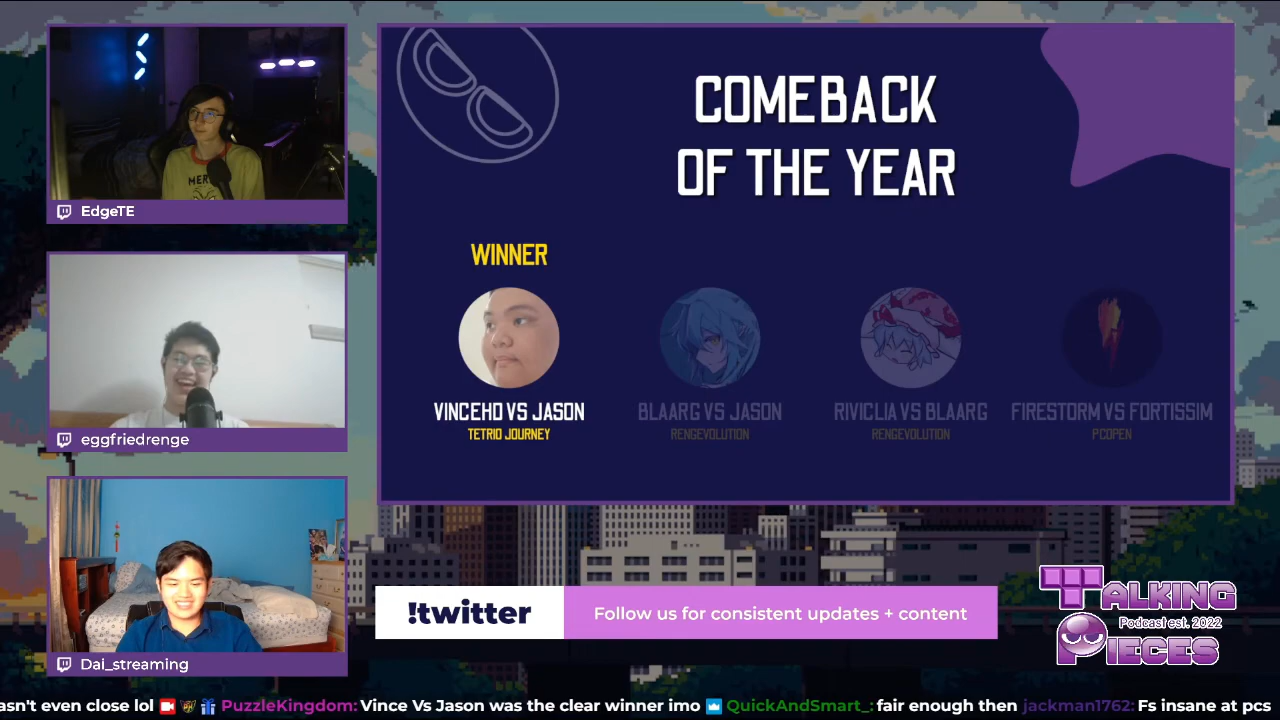 EdgeTE
MER
eggfriedrenge
Dai_streaming
COMEBACK
OF THE YEAR
WINNER
VINCEHD VS JASON
TETRIO JOURNEY
BLAARG VS JASON
RENGEVOLUTION
RIVICLIA VS BLAARG
RENGEVOLUTION
FIRESTORM VS FORTISSIM
PCOPEN
!twitter
Follow us for consistent updates + content
TALKING
Podcast est. 2022
PIECES
asn't even close lol PuzzleKingdom: Vince Vs Jason was the clear winner imo QuickAndSmart_: fair enough then jackman1762: Fs insane at pcs